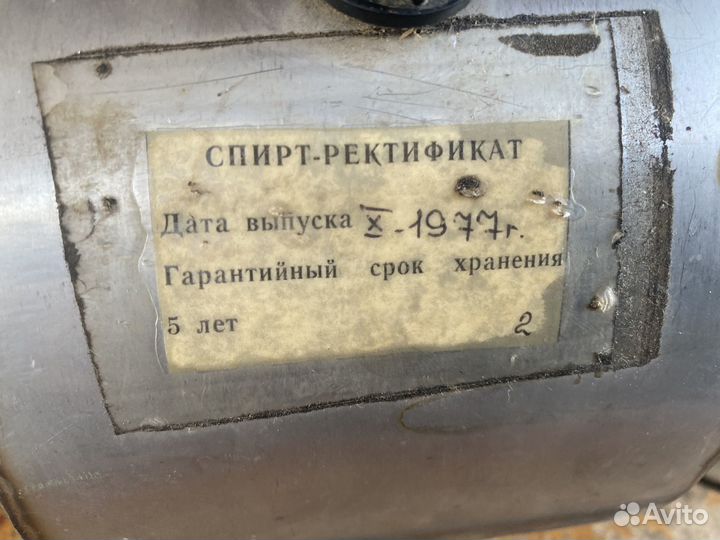 СПИРТ-РЕКТИФИКАТ
Дата выпуска X-1977г.
Гарантийный срок хранения
5 лет 2
Avito